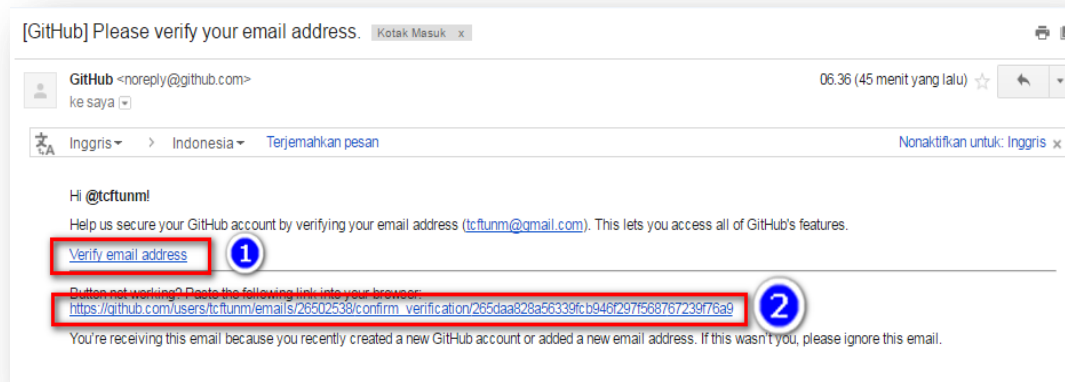 [GitHub] Please verify your email address. Kotak Masuk x
GitHub <noreply@github.com> 06.36 (45 menit yang lalu)
ke saya
Inggris > Indonesia Terjemahkan pesan Nonaktifkan untuk: Inggris x
Hi @tcftunm!
Help us secure your GitHub account by verifying your email address (tcftunm@gmail.com). This lets you access all of GitHub's features.
Verify email address 1
Button not working? Paste the following link into your browser:
https://github.com/users/tcftunm/emails/26502538/confirm_verification/265daa828a56339fcb946f297f568767239f76a9 2
You're receiving this email because you recently created a new GitHub account or added a new email address. If this wasn't you, please ignore this email.